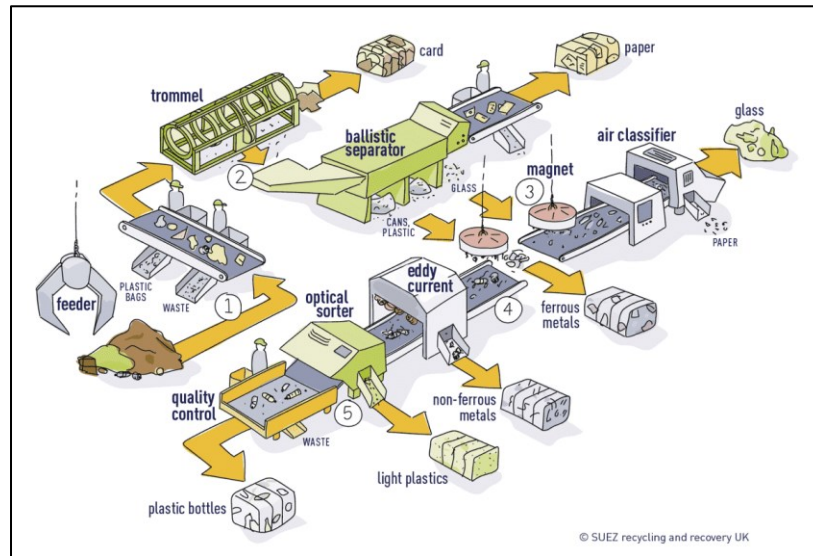 card
paper
trommel
glass
ballistic
separator
air classifier
2
magnet
GLASS
3
CANS,
PLASTIC
PAPER
feeder
PLASTIC
BAGS
WASTE
1
optical
sorter
eddy
current
4
ferrous
metals
quality
control
5
non-ferrous
metals
WASTE
light plastics
plastic bottles
© SUEZ recycling and recovery UK